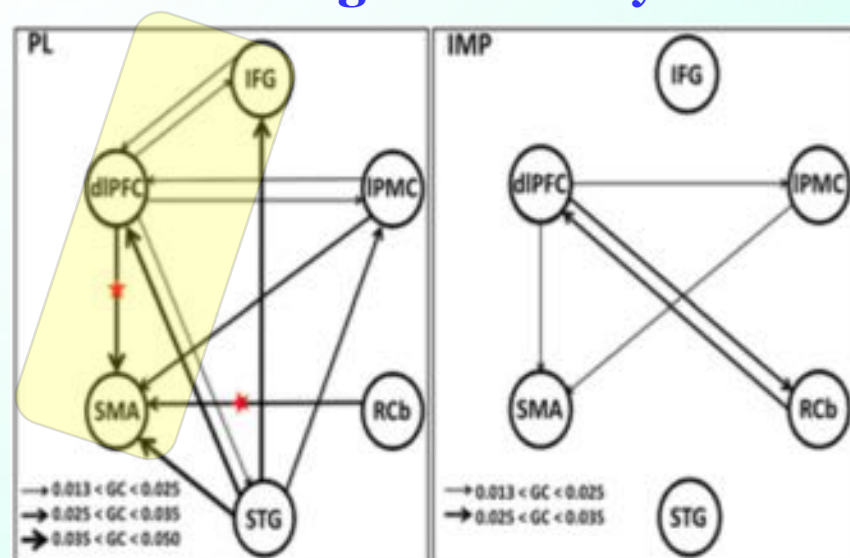 PL
IFG
dlPFC
lPMC
SMA
RCb
STG
0.013 < GC < 0.025
0.025 < GC < 0.035
0.035 < GC < 0.050
IMP
IFG
dlPFC
lPMC
SMA
RCb
STG
0.013 < GC < 0.025
0.025 < GC < 0.035